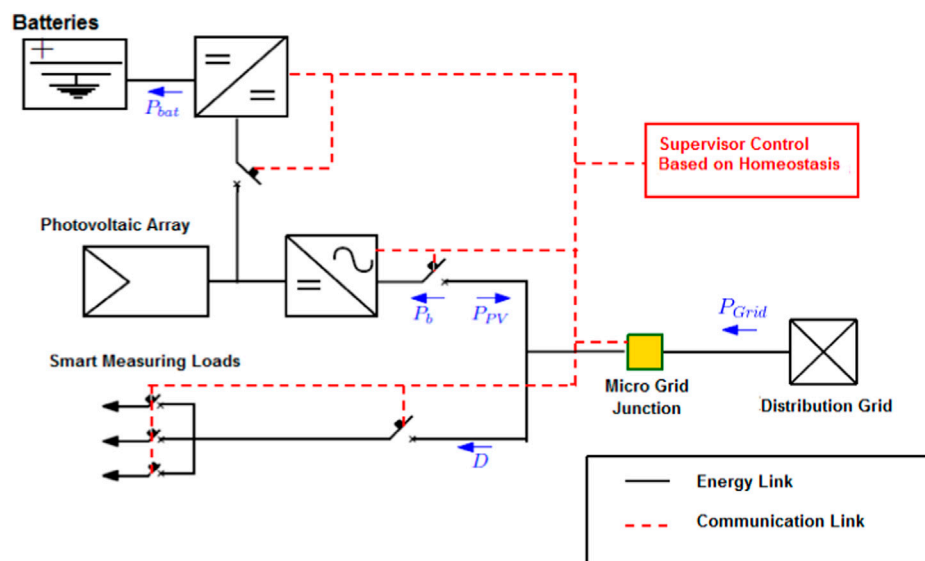 Batteries
P_bat
Supervisor Control
Based on Homeostasis
Photovoltaic Array
P_b
P_PV
P_Grid
Smart Measuring Loads
Micro Grid
Junction
Distribution Grid
D
Energy Link
Communication Link